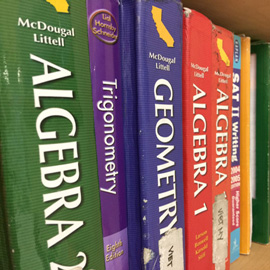 McDougal
Littell
ALGEBRA 2
Lial Hornsby Schneider
Trigonometry
Eighth
Edition
McDougal
Littell
GEOMETRY
McDougal
Littell
ALGEBRA 1
McDougal
Littell
ALGEBRA
SAT II Writing